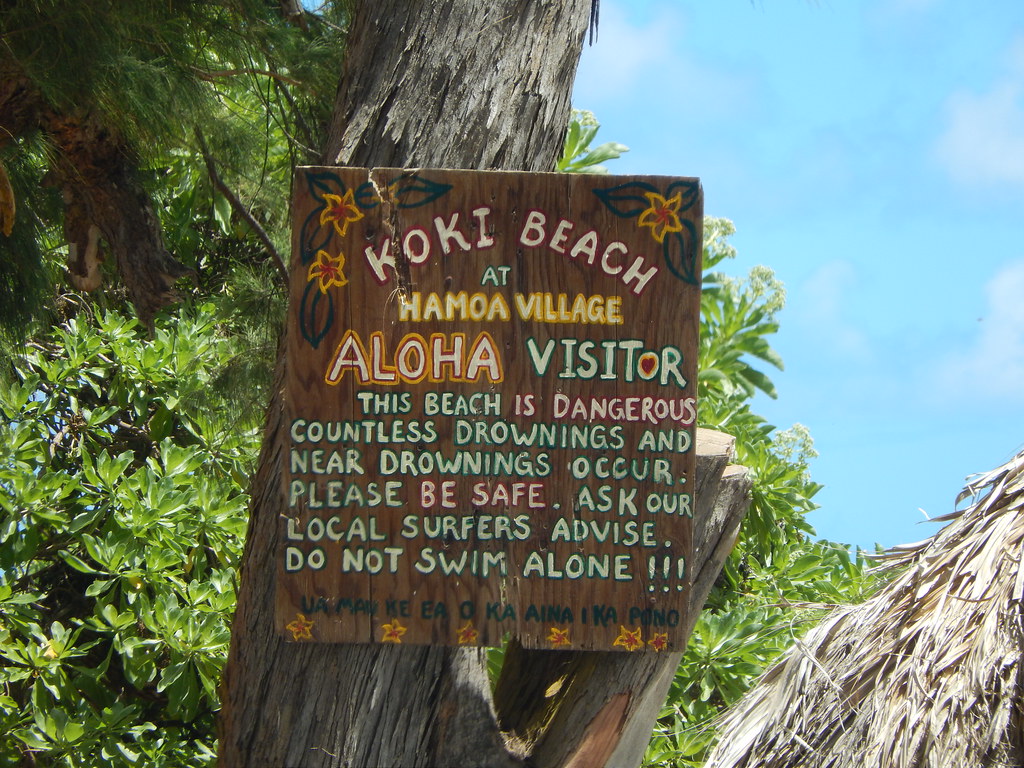 KOKI BEACH
AT
HAMOA VILLAGE
ALOHA VISITOR
THIS BEACH IS DANGEROUS
COUNTLESS DROWNINGS AND
NEAR DROWNINGS OCCUR.
PLEASE BE SAFE. ASK OUR
LOCAL SURFERS ADVISE.
DO NOT SWIM ALONE !!!
UA MAU KE EA O KA AINA I KA PONO